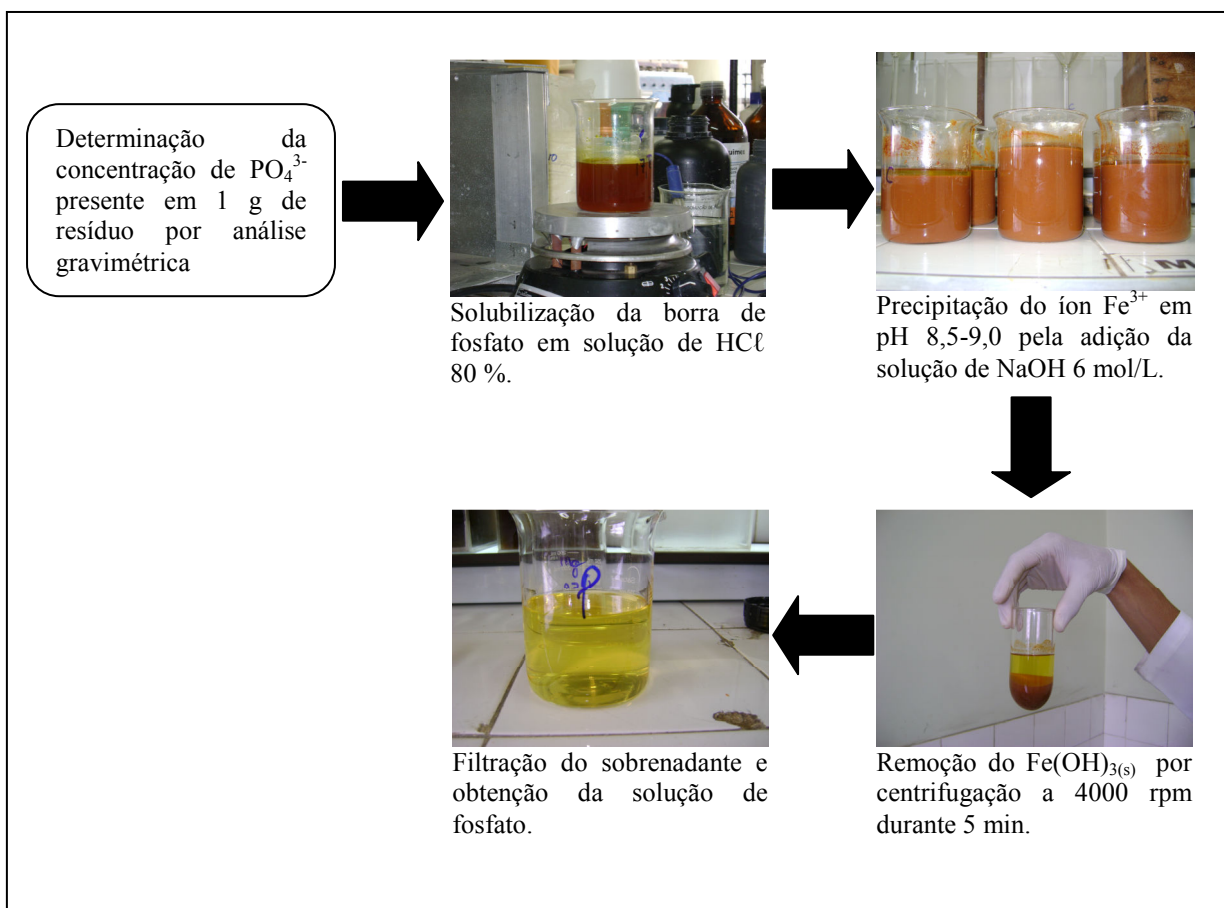 Determinação da
concentração de PO₄³⁻
presente em 1 g de
resíduo por análise
gravimétrica
Solubilização da borra de
fosfato em solução de HCℓ
80 %.
Precipitação do íon Fe³⁺ em
pH 8,5-9,0 pela adição da
solução de NaOH 6 mol/L.
Filtração do sobrenadante e
obtenção da solução de
fosfato.
Remoção do Fe(OH)₃₍ₛ₎ por
centrifugação a 4000 rpm
durante 5 min.